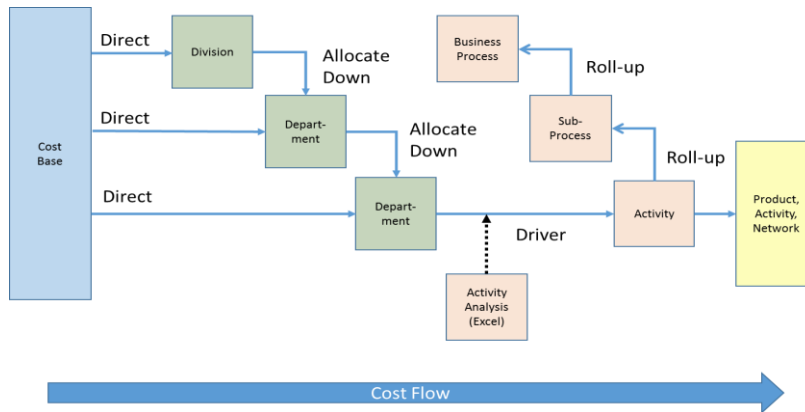 Direct
Division
Allocate
Down
Business
Process
Roll-up
Direct
Depart-
ment
Allocate
Down
Sub-
Process
Roll-up
Cost
Base
Direct
Depart-
ment
Driver
Activity
Product,
Activity,
Network
Activity
Analysis
(Excel)
Cost Flow